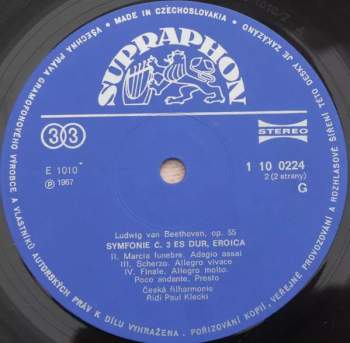 • MADE IN CZECHOSLOVAKIA •
VŠECHNA PRÁVA GRAMOFONOVÉHO VÝROBCE A VLASTNÍKŮ AUTORSKÝCH PRÁV K DÍLU VYHRAŽENA. POŘIZOVÁNÍ KOPIÍ, VEŘEJNÉ PROVOZOVÁNÍ A ROZHLASOVÉ ŠÍŘENÍ TÉTO DESKY JE ZAKÁZÁNO
SUPRAPHON
33
STEREO
E 1010
1 10 0224
℗ 1967
2 (2 strany)
G
Ludwig van Beethoven, op. 55
SYMFONIE Č. 3 ES DUR, EROICA
II. Marcia funebre. Adagio assai
III. Scherzo. Allegro vivace
IV. Finale. Allegro molto.
Poco andante. Presto
Česká filharmonie
Řídí Paul Klecki